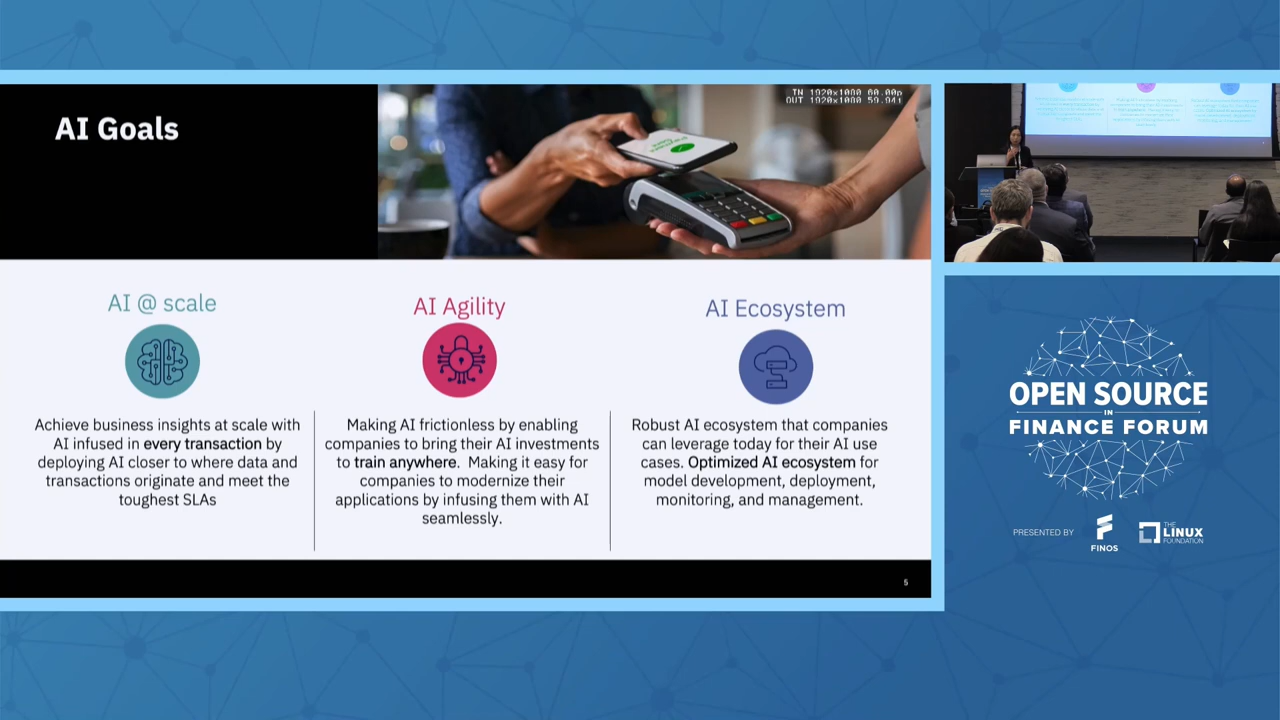 AI Goals
IN 1920x1080 60.00p
OUT 1920x1080 59.94i
AI @ scale
Achieve business insights at scale with
AI infused in every transaction by
deploying AI closer to where data and
transactions originate and meet the
toughest SLAs
AI Agility
Making AI frictionless by enabling
companies to bring their AI investments
to train anywhere. Making it easy for
companies to modernize their
applications by infusing them with AI
seamlessly.
AI Ecosystem
Robust AI ecosystem that companies
can leverage today for their AI use
cases. Optimized AI ecosystem for
model development, deployment,
monitoring, and management.
5
OPEN SOURCE
IN
FINANCE FORUM
PRESENTED BY
FINOS
THE
LINUX
FOUNDATION